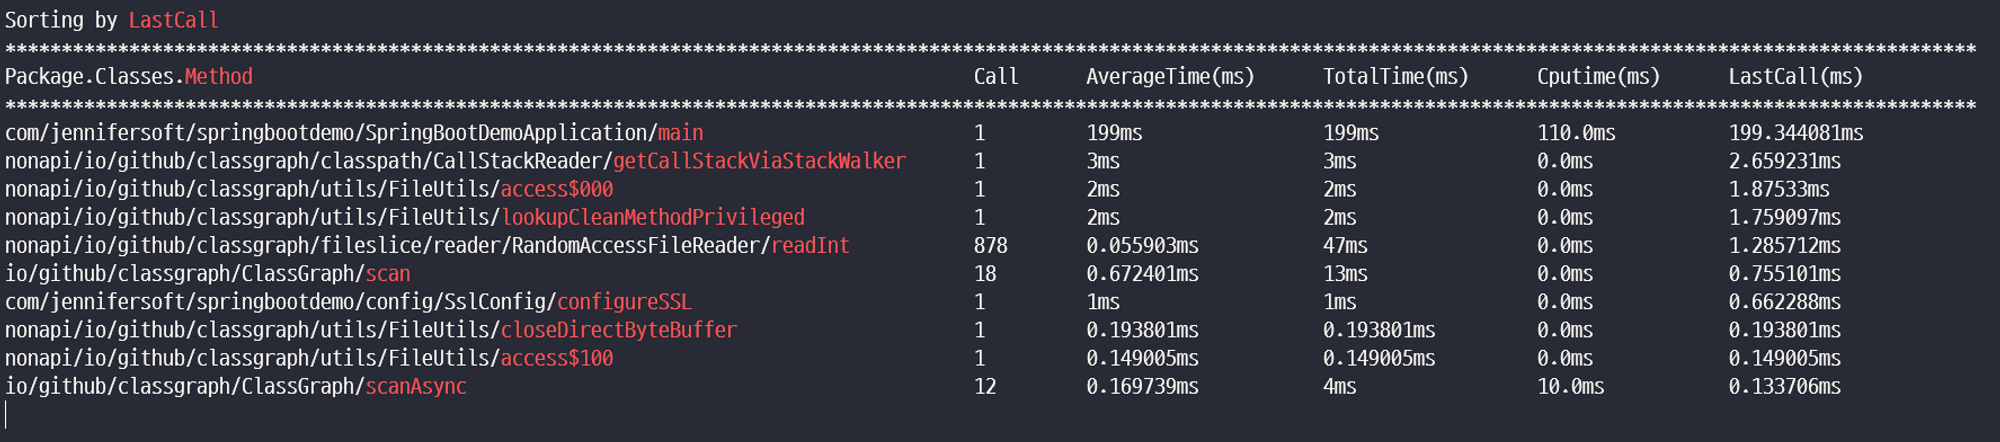 Sorting by LastCall
********************************************************************************************************************************************************************************
Package.Classes.Method Call AverageTime(ms) TotalTime(ms) Cputime(ms) LastCall(ms)
********************************************************************************************************************************************************************************
com/jennifersoft/springbootdemo/SpringBootDemoApplication/main 1 199ms 199ms 110.0ms 199.344081ms
nonapi/io/github/classgraph/classpath/CallStackReader/getCallStackViaStackWalker 1 3ms 3ms 0.0ms 2.659231ms
nonapi/io/github/classgraph/utils/FileUtils/access$000 1 2ms 2ms 0.0ms 1.87533ms
nonapi/io/github/classgraph/utils/FileUtils/lookupCleanMethodPrivileged 1 2ms 2ms 0.0ms 1.759097ms
nonapi/io/github/classgraph/fileslice/reader/RandomAccessFileReader/readInt 878 0.055903ms 47ms 0.0ms 1.285712ms
io/github/classgraph/ClassGraph/scan 18 0.672401ms 13ms 0.0ms 0.755101ms
com/jennifersoft/springbootdemo/config/SslConfig/configureSSL 1 1ms 1ms 0.0ms 0.662288ms
nonapi/io/github/classgraph/utils/FileUtils/closeDirectByteBuffer 1 0.193801ms 0.193801ms 0.0ms 0.193801ms
nonapi/io/github/classgraph/utils/FileUtils/access$100 1 0.149005ms 0.149005ms 0.0ms 0.149005ms
io/github/classgraph/ClassGraph/scanAsync 12 0.169739ms 4ms 10.0ms 0.133706ms